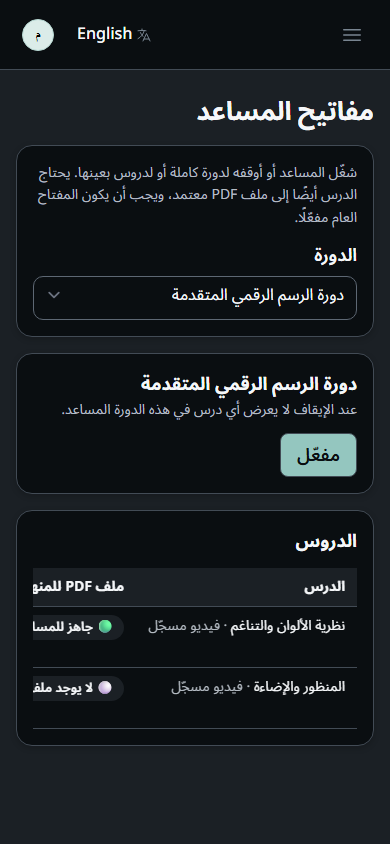 م
English
مفاتيح المساعد
شغّل المساعد أو أوقفه لدورة كاملة أو لدروس بعينها. يحتاج
الدرس أيضًا إلى ملف PDF معتمد، ويجب أن يكون المفتاح
العام مفعّلًا.
الدورة
دورة الرسم الرقمي المتقدمة
دورة الرسم الرقمي المتقدمة
عند الإيقاف لا يعرض أي درس في هذه الدورة المساعد.
مفعّل
الدروس
الدرس ملف PDF
نظرية الألوان والتناغم · فيديو مسجّل جاهز
المنظور والإضاءة · فيديو مسجّل لا يوجد